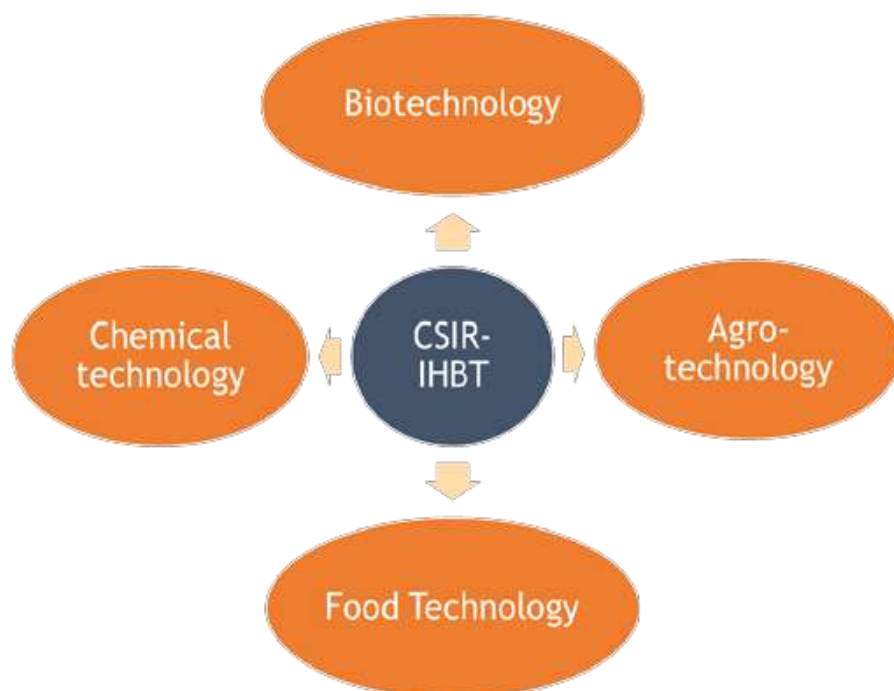 Biotechnology
Chemical
technology
CSIR-
IHBT
Agro-
technology
Food Technology